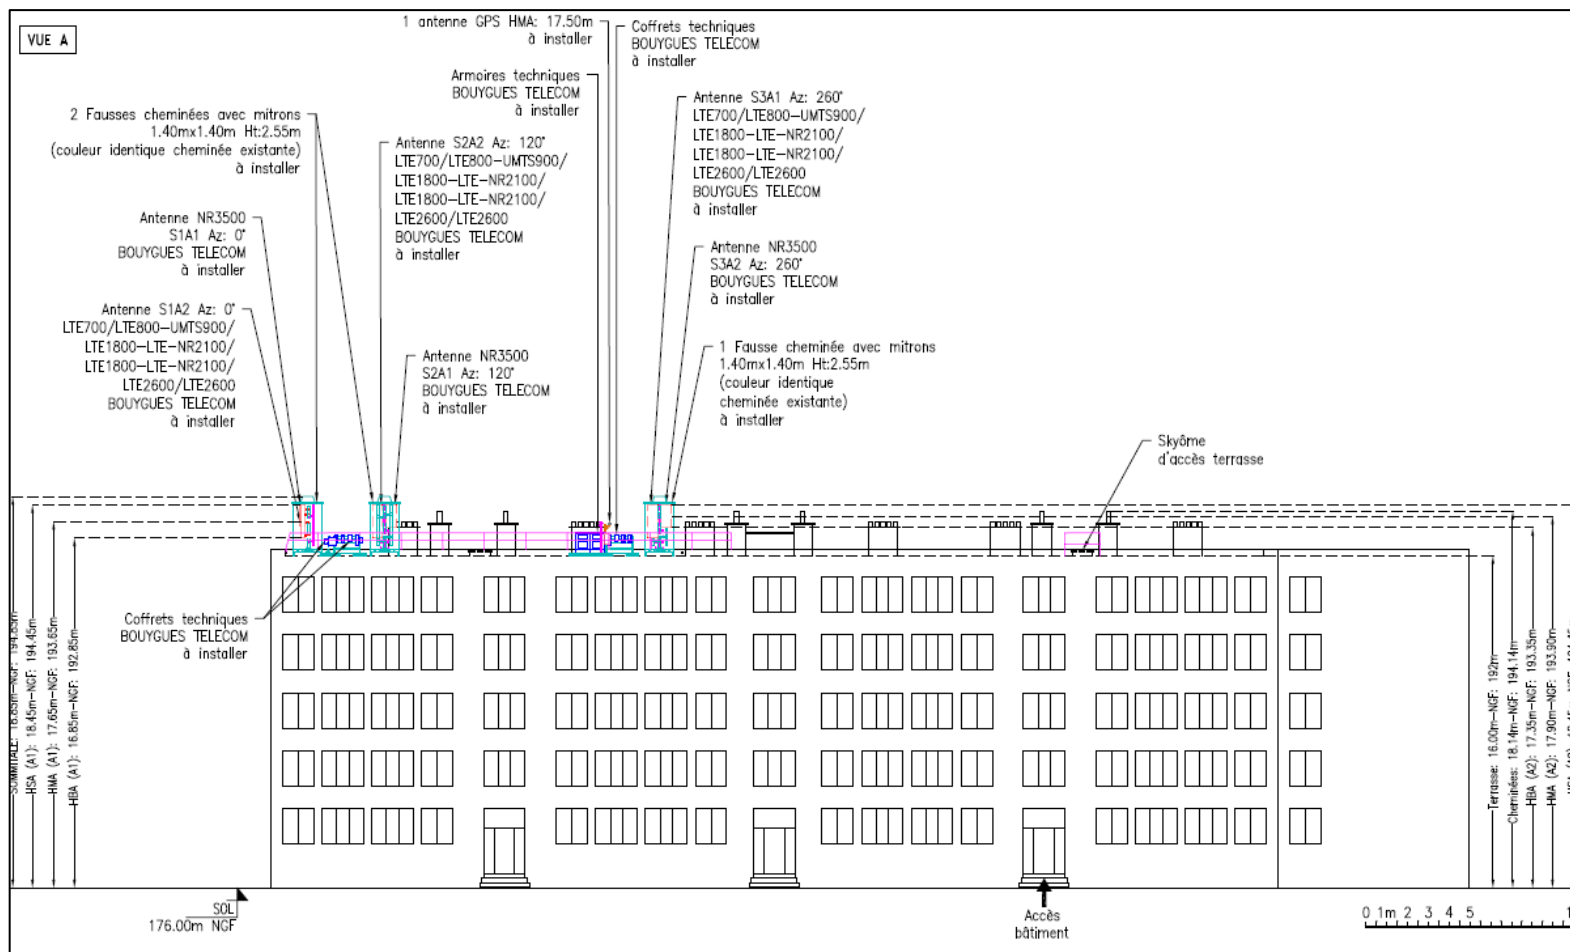 VUE A
1 antenne GPS HMA: 17.50m
à installer
Coffrets techniques
BOUYGUES TELECOM
à installer
Armoires techniques
BOUYGUES TELECOM
à installer
2 Fausses cheminées avec mitrons
1.40mx1.40m Ht:2.55m
(couleur identique cheminée existante)
à installer
Antenne S2A2 Az: 120°
LTE700/LTE800-UMTS900/
LTE1800-LTE-NR2100/
LTE1800-LTE-NR2100/
LTE2600/LTE2600
BOUYGUES TELECOM
à installer
Antenne S3A1 Az: 260°
LTE700/LTE800-UMTS900/
LTE1800-LTE-NR2100/
LTE1800-LTE-NR2100/
LTE2600/LTE2600
BOUYGUES TELECOM
à installer
Antenne NR3500
S1A1 Az: 0°
BOUYGUES TELECOM
à installer
Antenne NR3500
S3A2 Az: 260°
BOUYGUES TELECOM
à installer
Antenne S1A2 Az: 0°
LTE700/LTE800-UMTS900/
LTE1800-LTE-NR2100/
LTE1800-LTE-NR2100/
LTE2600/LTE2600
BOUYGUES TELECOM
à installer
Antenne NR3500
S2A1 Az: 120°
BOUYGUES TELECOM
à installer
1 Fausse cheminée avec mitrons
1.40mx1.40m Ht:2.55m
(couleur identique
cheminée existante)
à installer
Skyôme
d'accès terrasse
Coffrets techniques
BOUYGUES TELECOM
à installer
SOMMITALE: 18.85m-NGF: 194.85m
HSA (A1): 18.45m-NGF: 194.45m
HMA (A1): 17.65m-NGF: 193.65m
HBA (A1): 16.85m-NGF: 192.85m
Terrasse: 16.00m-NGF: 192m
Cheminées: 18.14m-NGF: 194.14m
HBA (A2): 17.35m-NGF: 193.35m
HMA (A2): 17.90m-NGF: 193.90m
SOL
176.00m NGF
Accès
bâtiment
0 1m 2 3 4 5